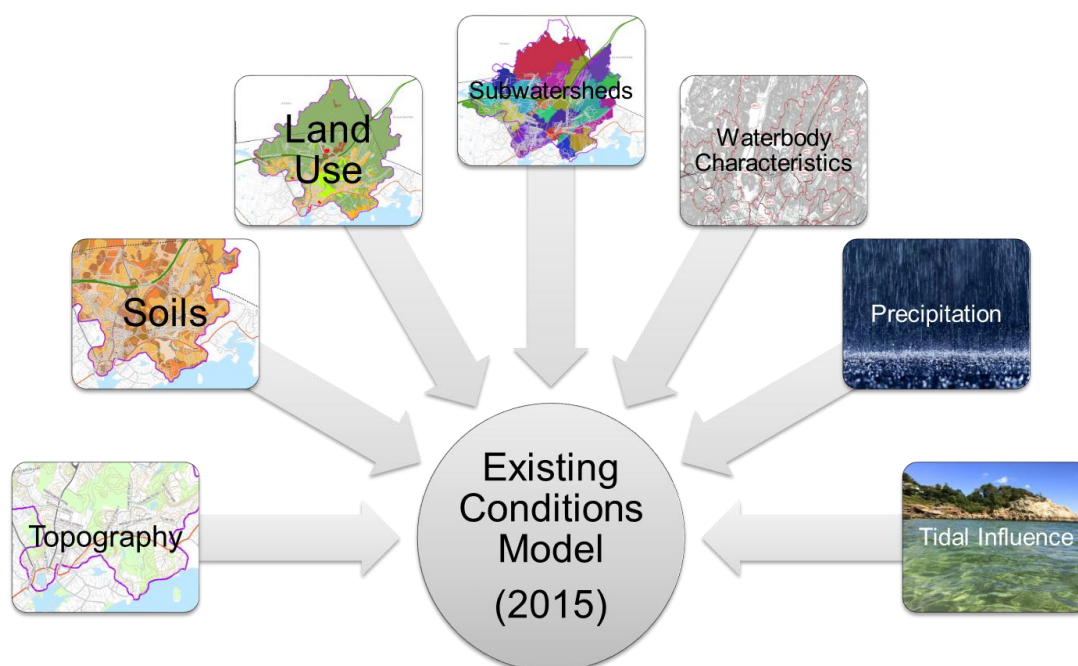 Subwatersheds
Land
Use
Waterbody
Characteristics
Soils
Precipitation
Topography
Existing
Conditions
Model
(2015)
Tidal Influence